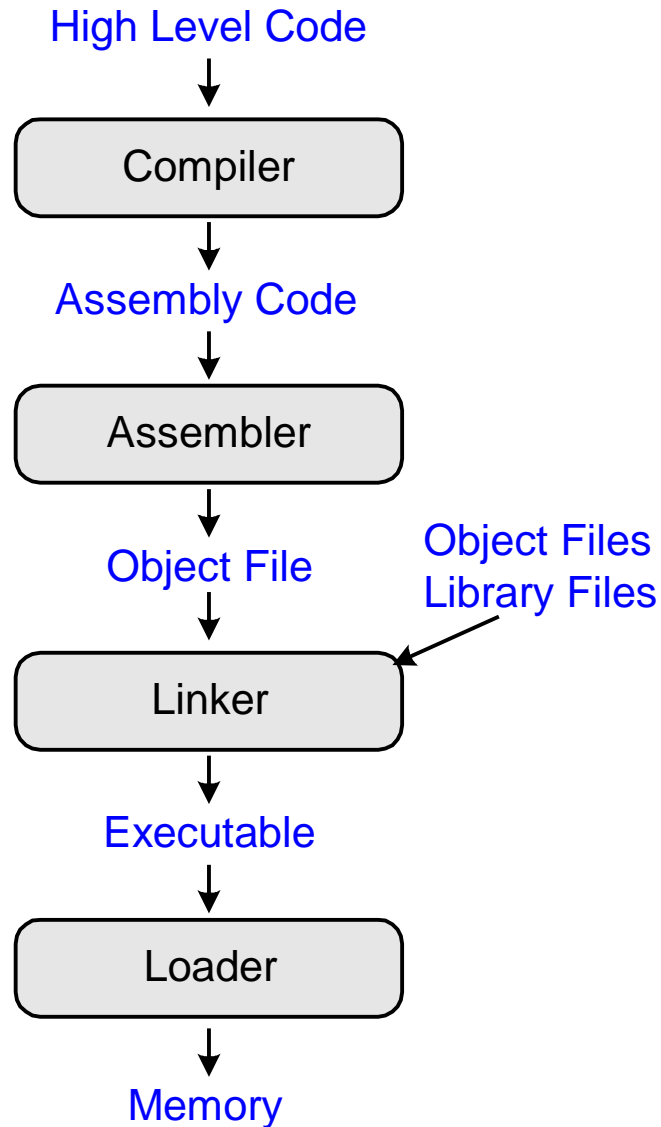 High Level Code
Compiler
Assembly Code
Assembler
Object File
Object Files
Library Files
Linker
Executable
Loader
Memory